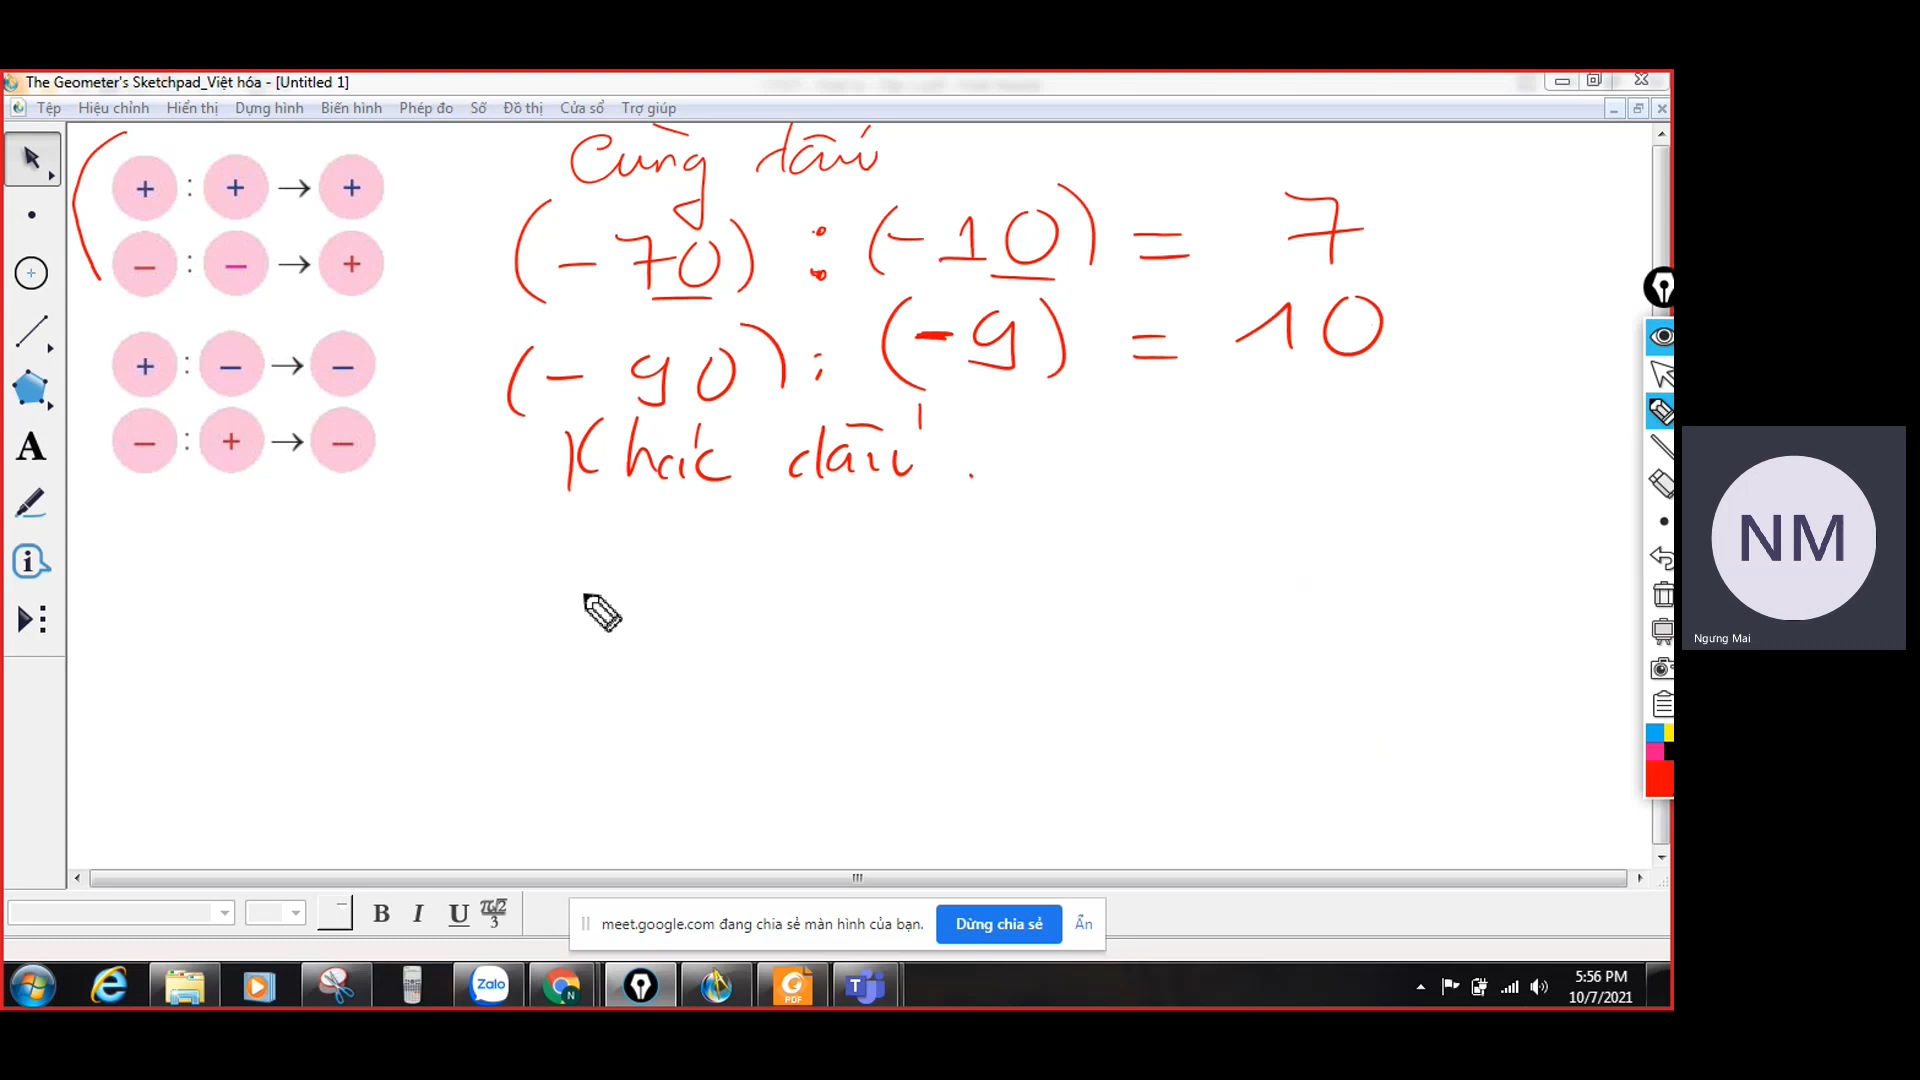 The Geometer's Sketchpad_Việt hóa - [Untitled 1]
Tệp Hiệu chỉnh Hiển thị Dựng hình Biến hình Phép đo Số Đồ thị Cửa sổ Trợ giúp
+ : + → +
− : − → +
+ : − → −
− : + → −
Cùng dấu
(-70) : (-10) = 7
(-90) : (-9) = 10
Khác dấu.
A
NM
Ngưng Mai
B I U π√2/3
meet.google.com đang chia sẻ màn hình của bạn. Dừng chia sẻ Ẩn
Zalo
N
PDF
T
5:56 PM
10/7/2021